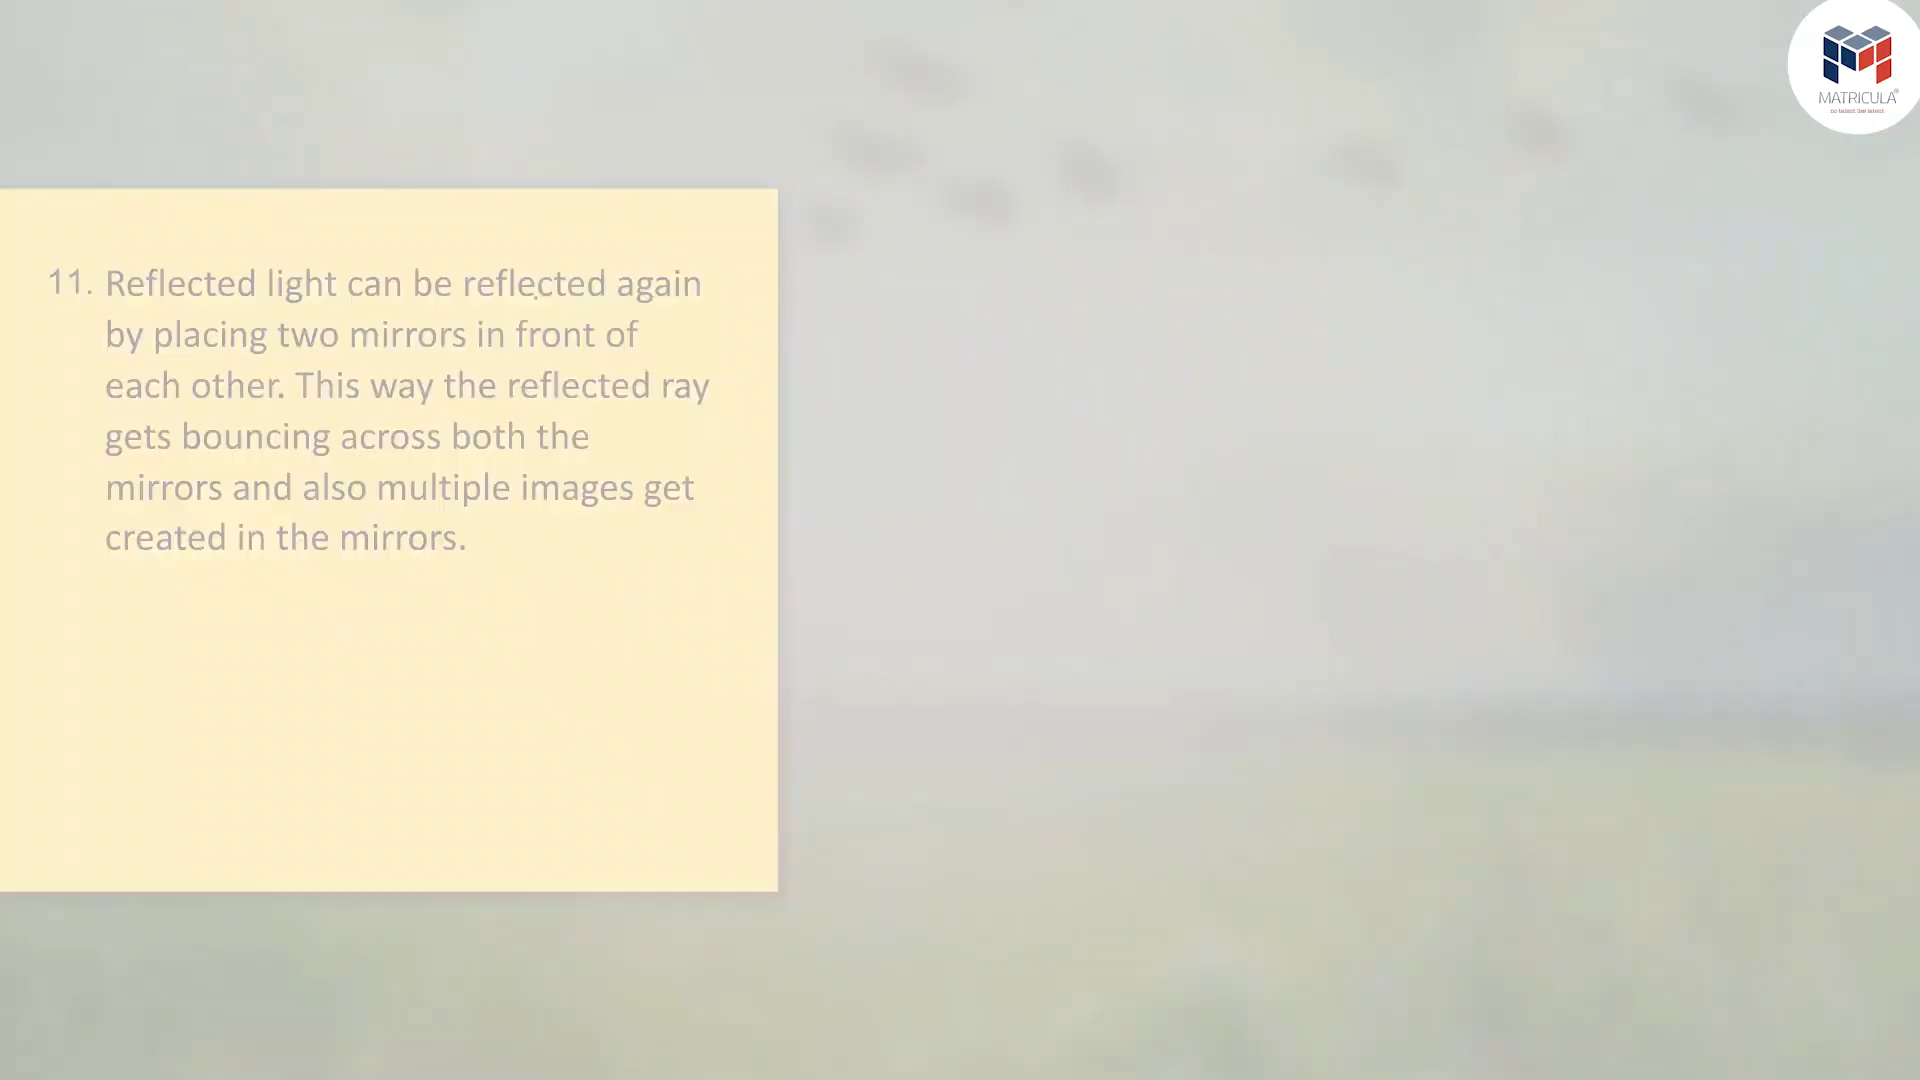 MATRICULA
11. Reflected light can be reflected again
by placing two mirrors in front of
each other. This way the reflected ray
gets bouncing across both the
mirrors and also multiple images get
created in the mirrors.